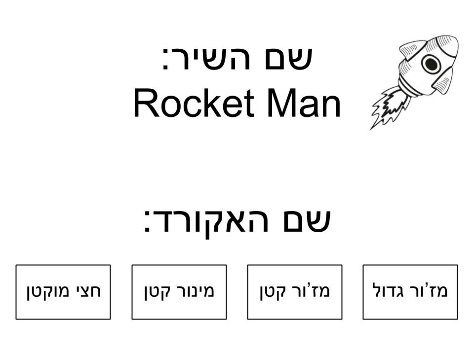 שם השיר:
Rocket Man
שם האקורד:
מז'ור גדול
מז'ור קטן
מינור קטן
חצי מוקטן